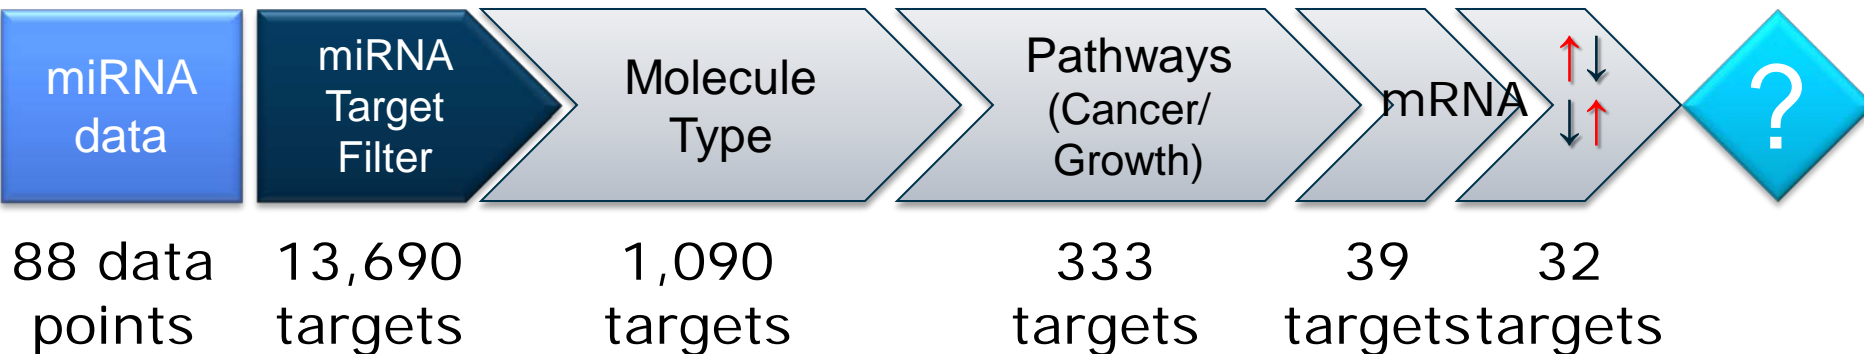 miRNA
data
miRNA
Target
Filter
Molecule
Type
Pathways
(Cancer/
Growth)
mRNA
↑↓
↓↑
?
88 data
points
13,690
targets
1,090
targets
333
targets
39
targets
32
targets